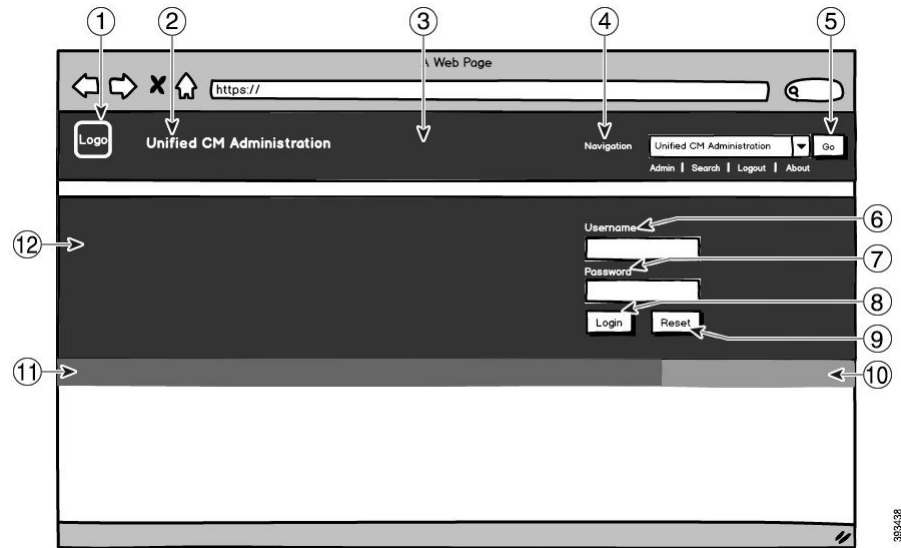 1 2 3 4 5
A Web Page
https://
Logo
Unified CM Administration
Navigation
Unified CM Administration
Go
Admin | Search | Logout | About
Username
6
12
7
Password
8
Login Reset
9
11
10
393438